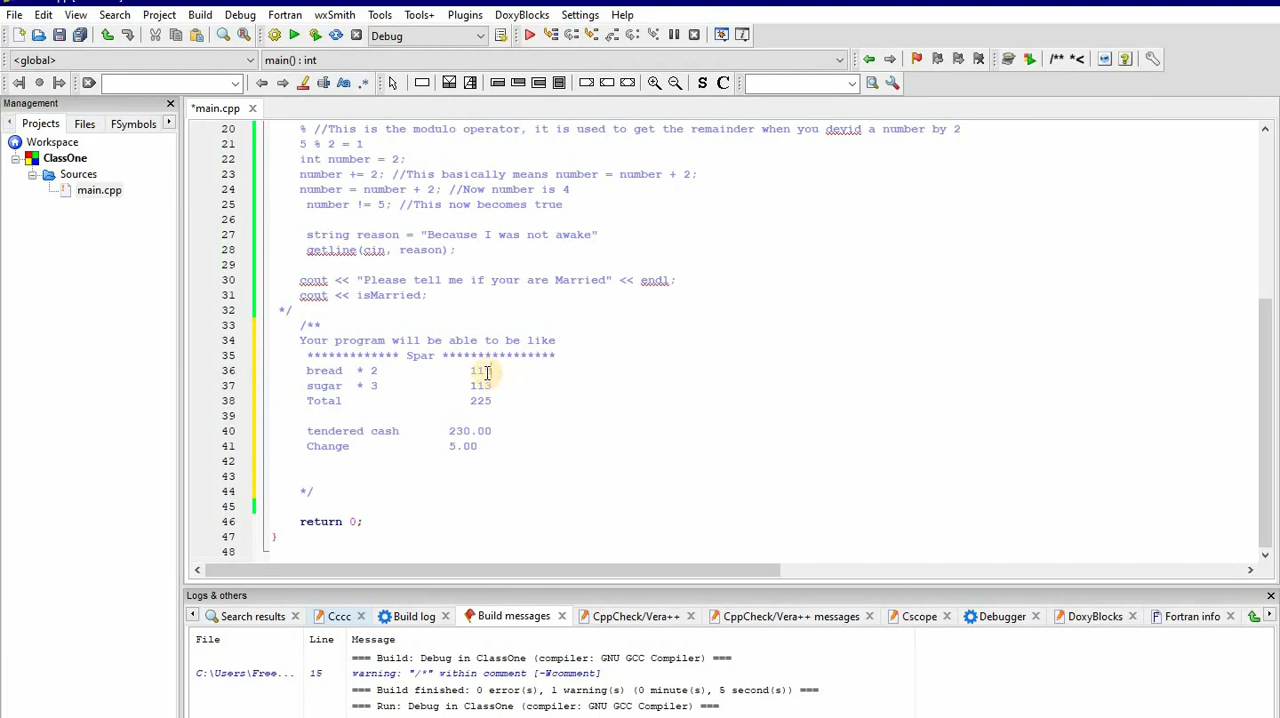 File Edit View Search Project Build Debug Fortran wxSmith Tools Tools+ Plugins DoxyBlocks Settings Help
Debug
<global> main() : int /** *<
S C
Management
*main.cpp
Projects Files FSymbols
Workspace
ClassOne
Sources
main.cpp
20 % //This is the modulo operator, it is used to get the remainder when you devid a number by 2
21 5 % 2 = 1
22 int number = 2;
23 number += 2; //This basically means number = number + 2;
24 number = number + 2; //Now number is 4
25 number != 5; //This now becomes true
26
27 string reason = "Because I was not awake"
28 getline(cin, reason);
29
30 cout << "Please tell me if your are Married" << endl;
31 cout << isMarried;
32 */
33 /**
34 Your program will be able to be like
35 ************* Spar ****************
36 bread * 2
37 sugar * 3 113
38 Total 225
39
40 tendered cash 230.00
41 Change 5.00
42
43
44 */
45
46 return 0;
47 }
48
Logs & others
Search results Cccc Build log Build messages CppCheck/Vera++ CppCheck/Vera++ messages Cscope Debugger DoxyBlocks Fortran info
File Line Message
=== Build: Debug in ClassOne (compiler: GNU GCC Compiler) ===
C:\Users\Free... 15 warning: "/*" within comment [-Wcomment]
=== Build finished: 0 error(s), 1 warning(s) (0 minute(s), 5 second(s)) ===
=== Run: Debug in ClassOne (compiler: GNU GCC Compiler) ===